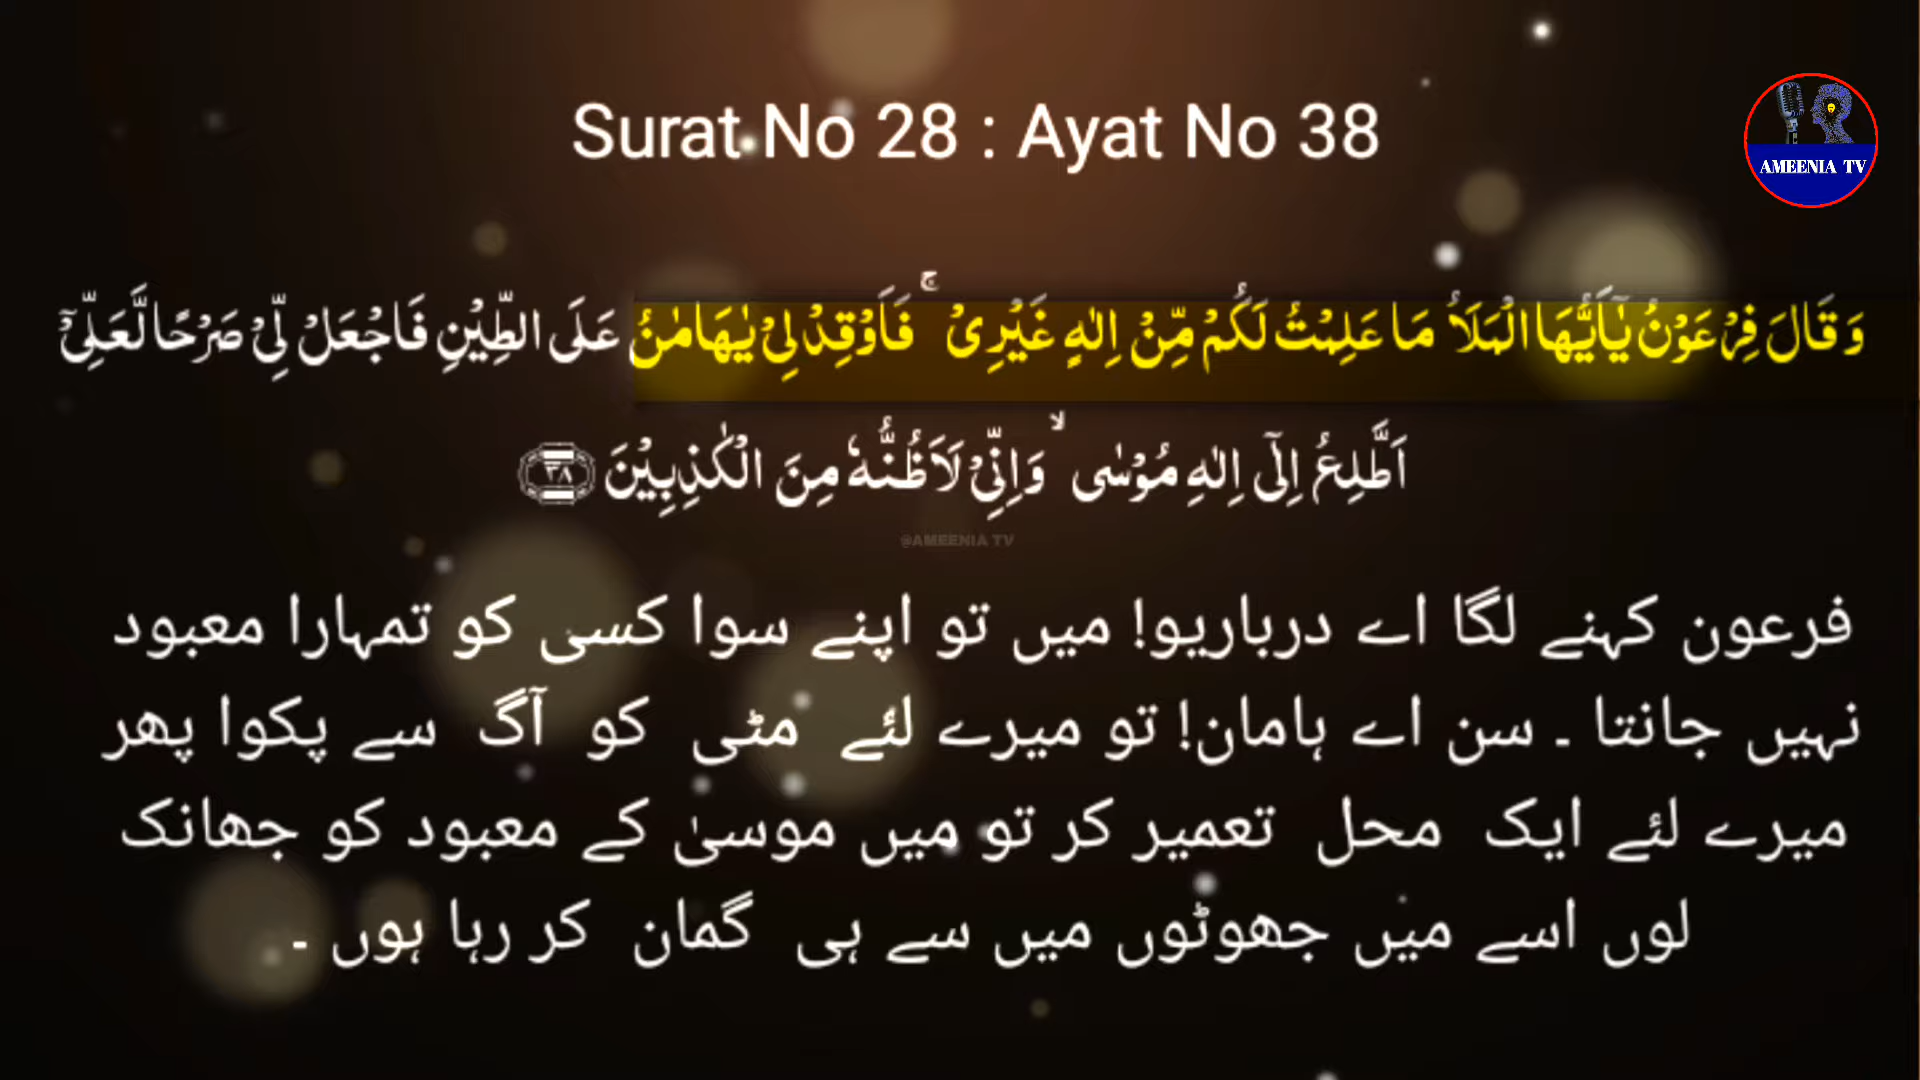 Surat No 28 : Ayat No 38
AMEENIA TV
وَقَالَ فِرْعَوْنُ یٰۤاَیُّهَا الْمَلَاُ مَا عَلِمْتُ لَكُمْ مِّنْ اِلٰهٍ غَیْرِیْ ۚ فَاَوْقِدْ لِیْ یٰهَامٰنُ عَلَی الطِّیْنِ فَاجْعَلْ لِّیْ صَرْحًا لَّعَلِّیْۤ
اَطَّلِعُ اِلٰۤی اِلٰهِ مُوْسٰی ۙ وَاِنِّیْ لَاَظُنُّهٗ مِنَ الْكٰذِبِیْنَ ﴿۳۸﴾
@AMEENIA TV
فرعون کہنے لگا اے درباریو! میں تو اپنے سوا کسی کو تمہارا معبود
نہیں جانتا ۔ سن اے ہامان! تو میرے لئے مٹی کو آگ سے پکوا پھر
میرے لئے ایک محل تعمیر کر تو میں موسیٰ کے معبود کو جھانک
لوں اسے میں جھوٹوں میں سے ہی گمان کر رہا ہوں ۔